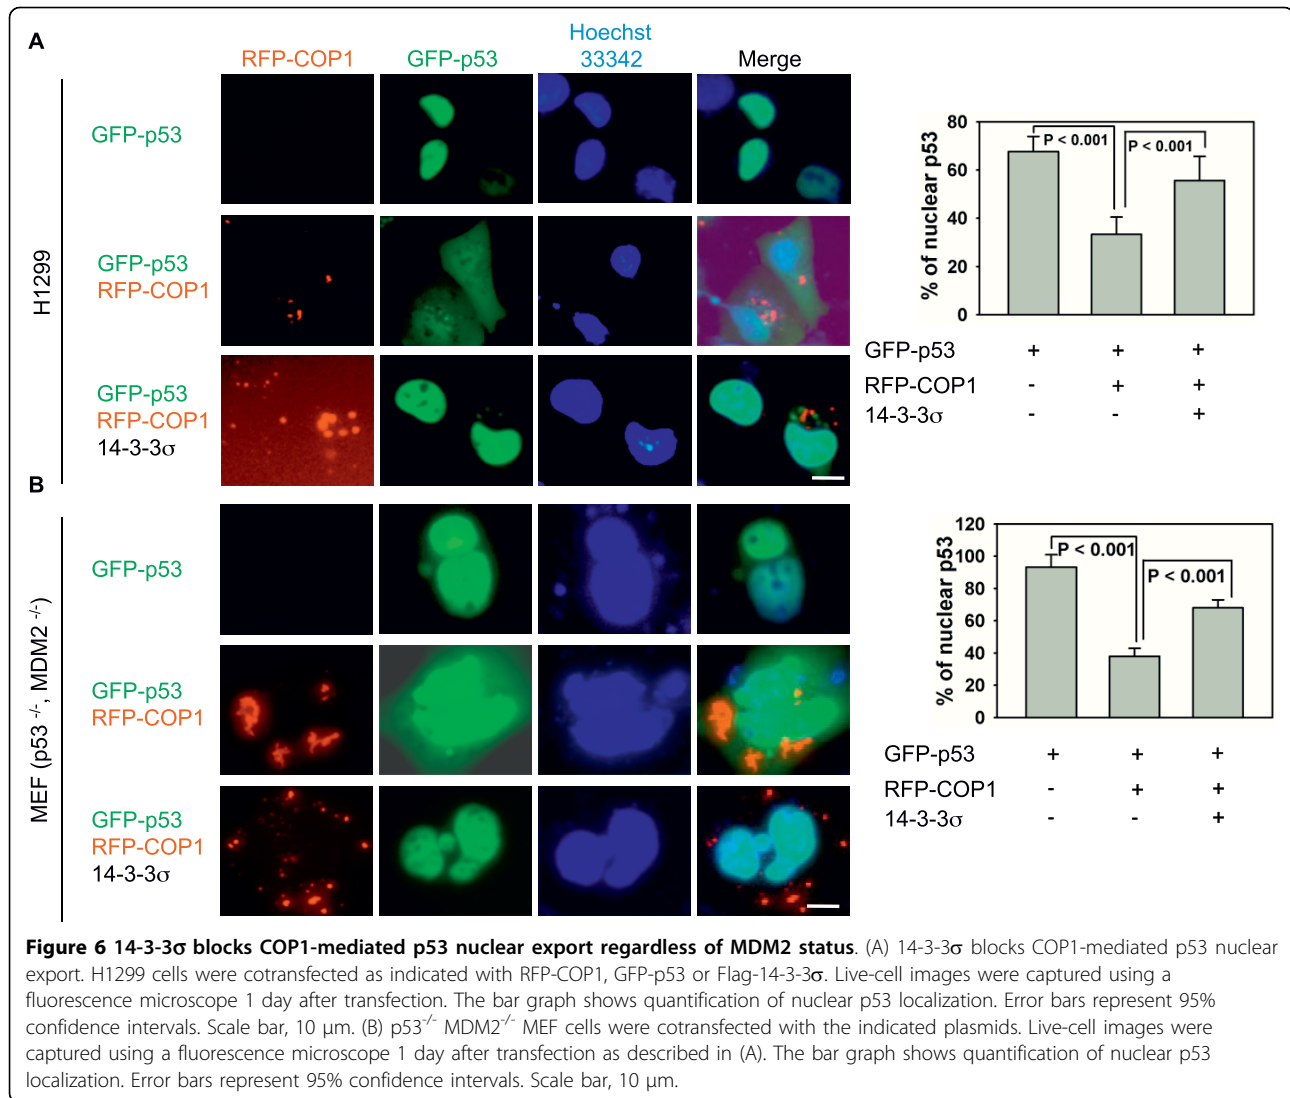 A
RFP-COP1 GFP-p53 Hoechst 33342 Merge
H1299
GFP-p53
GFP-p53
RFP-COP1
GFP-p53
RFP-COP1
14-3-3σ
% of nuclear p53
80
60
40
20
0
P < 0.001
P < 0.001
GFP-p53 + + +
RFP-COP1 - + +
14-3-3σ - - +
B
MEF (p53 -/-, MDM2 -/-)
GFP-p53
GFP-p53
RFP-COP1
GFP-p53
RFP-COP1
14-3-3σ
% of nuclear p53
120
100
80
60
40
20
0
P < 0.001
P < 0.001
GFP-p53 + + +
RFP-COP1 - + +
14-3-3σ - - +
Figure 6 14-3-3σ blocks COP1-mediated p53 nuclear export regardless of MDM2 status. (A) 14-3-3σ blocks COP1-mediated p53 nuclear
export. H1299 cells were cotransfected as indicated with RFP-COP1, GFP-p53 or Flag-14-3-3σ. Live-cell images were captured using a
fluorescence microscope 1 day after transfection. The bar graph shows quantification of nuclear p53 localization. Error bars represent 95%
confidence intervals. Scale bar, 10 μm. (B) p53-/- MDM2-/- MEF cells were cotransfected with the indicated plasmids. Live-cell images were
captured using a fluorescence microscope 1 day after transfection as described in (A). The bar graph shows quantification of nuclear p53
localization. Error bars represent 95% confidence intervals. Scale bar, 10 μm.